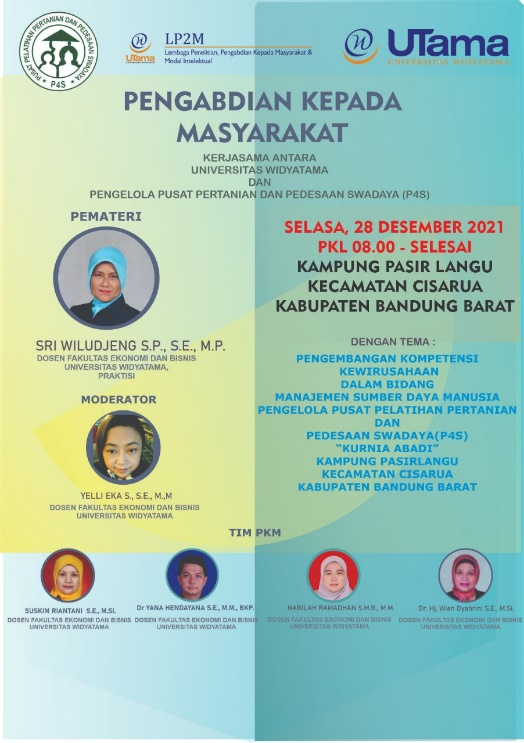 PUSAT PELATIHAN PERTANIAN DAN PEDESAAN SWADAYA
P4S
UTama
LP2M
Lembaga Penelitian, Pengabdian Kepada Masyarakat &
Modal Intelektual
UTama
UNIVERSITAS WIDYATAMA
PENGABDIAN KEPADA
MASYARAKAT
KERJASAMA ANTARA
UNIVERSITAS WIDYATAMA
DAN
PENGELOLA PUSAT PERTANIAN DAN PEDESAAN SWADAYA (P4S)
PEMATERI
SRI WILUDJENG S.P., S.E., M.P.
DOSEN FAKULTAS EKONOMI DAN BISNIS
UNIVERSITAS WIDYATAMA,
PRAKTISI
MODERATOR
YELLI EKA S., S.E., M.,M
DOSEN FAKULTAS EKONOMI DAN BISNIS
UNIVERSITAS WIDYATAMA
SELASA, 28 DESEMBER 2021
PKL 08.00 - SELESAI
KAMPUNG PASIR LANGU
KECAMATAN CISARUA
KABUPATEN BANDUNG BARAT
DENGAN TEMA :
PENGEMBANGAN KOMPETENSI
KEWIRUSAHAAN
DALAM BIDANG
MANAJEMEN SUMBER DAYA MANUSIA
PENGELOLA PUSAT PELATIHAN PERTANIAN
DAN
PEDESAAN SWADAYA(P4S)
“KURNIA ABADI”
KAMPUNG PASIRLANGU
KECAMATAN CISARUA
KABUPATEN BANDUNG BARAT
TIM PKM
SUSKIM RIANTANI S.E., M.SI.
DOSEN FAKULTAS EKONOMI DAN BISNIS
UNIVERSITAS WIDYATAMA
Dr YANA HENDAYANA S.E., M.M., BKP.
DOSEN FAKULTAS EKONOMI DAN BISNIS
UNIVERSITAS WIDYATAMA
NABILAH RAMADHAN S.M.B., M.M.
DOSEN FAKULTAS EKONOMI DAN BISNIS
UNIVERSITAS WIDYATAMA
Dr. Hj. Wien Dyahrini S.E., M.SI.
DOSEN FAKULTAS EKONOMI DAN BISNIS
UNIVERSITAS WIDYATAMA